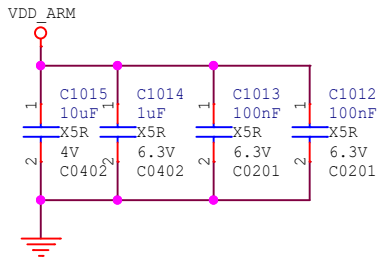 VDD_ARM
1
C1015
10uF
X5R
4V
C0402
2
1
C1014
1uF
X5R
6.3V
C0402
2
1
C1013
100nF
X5R
6.3V
C0201
2
1
C1012
100nF
X5R
6.3V
C0201
2